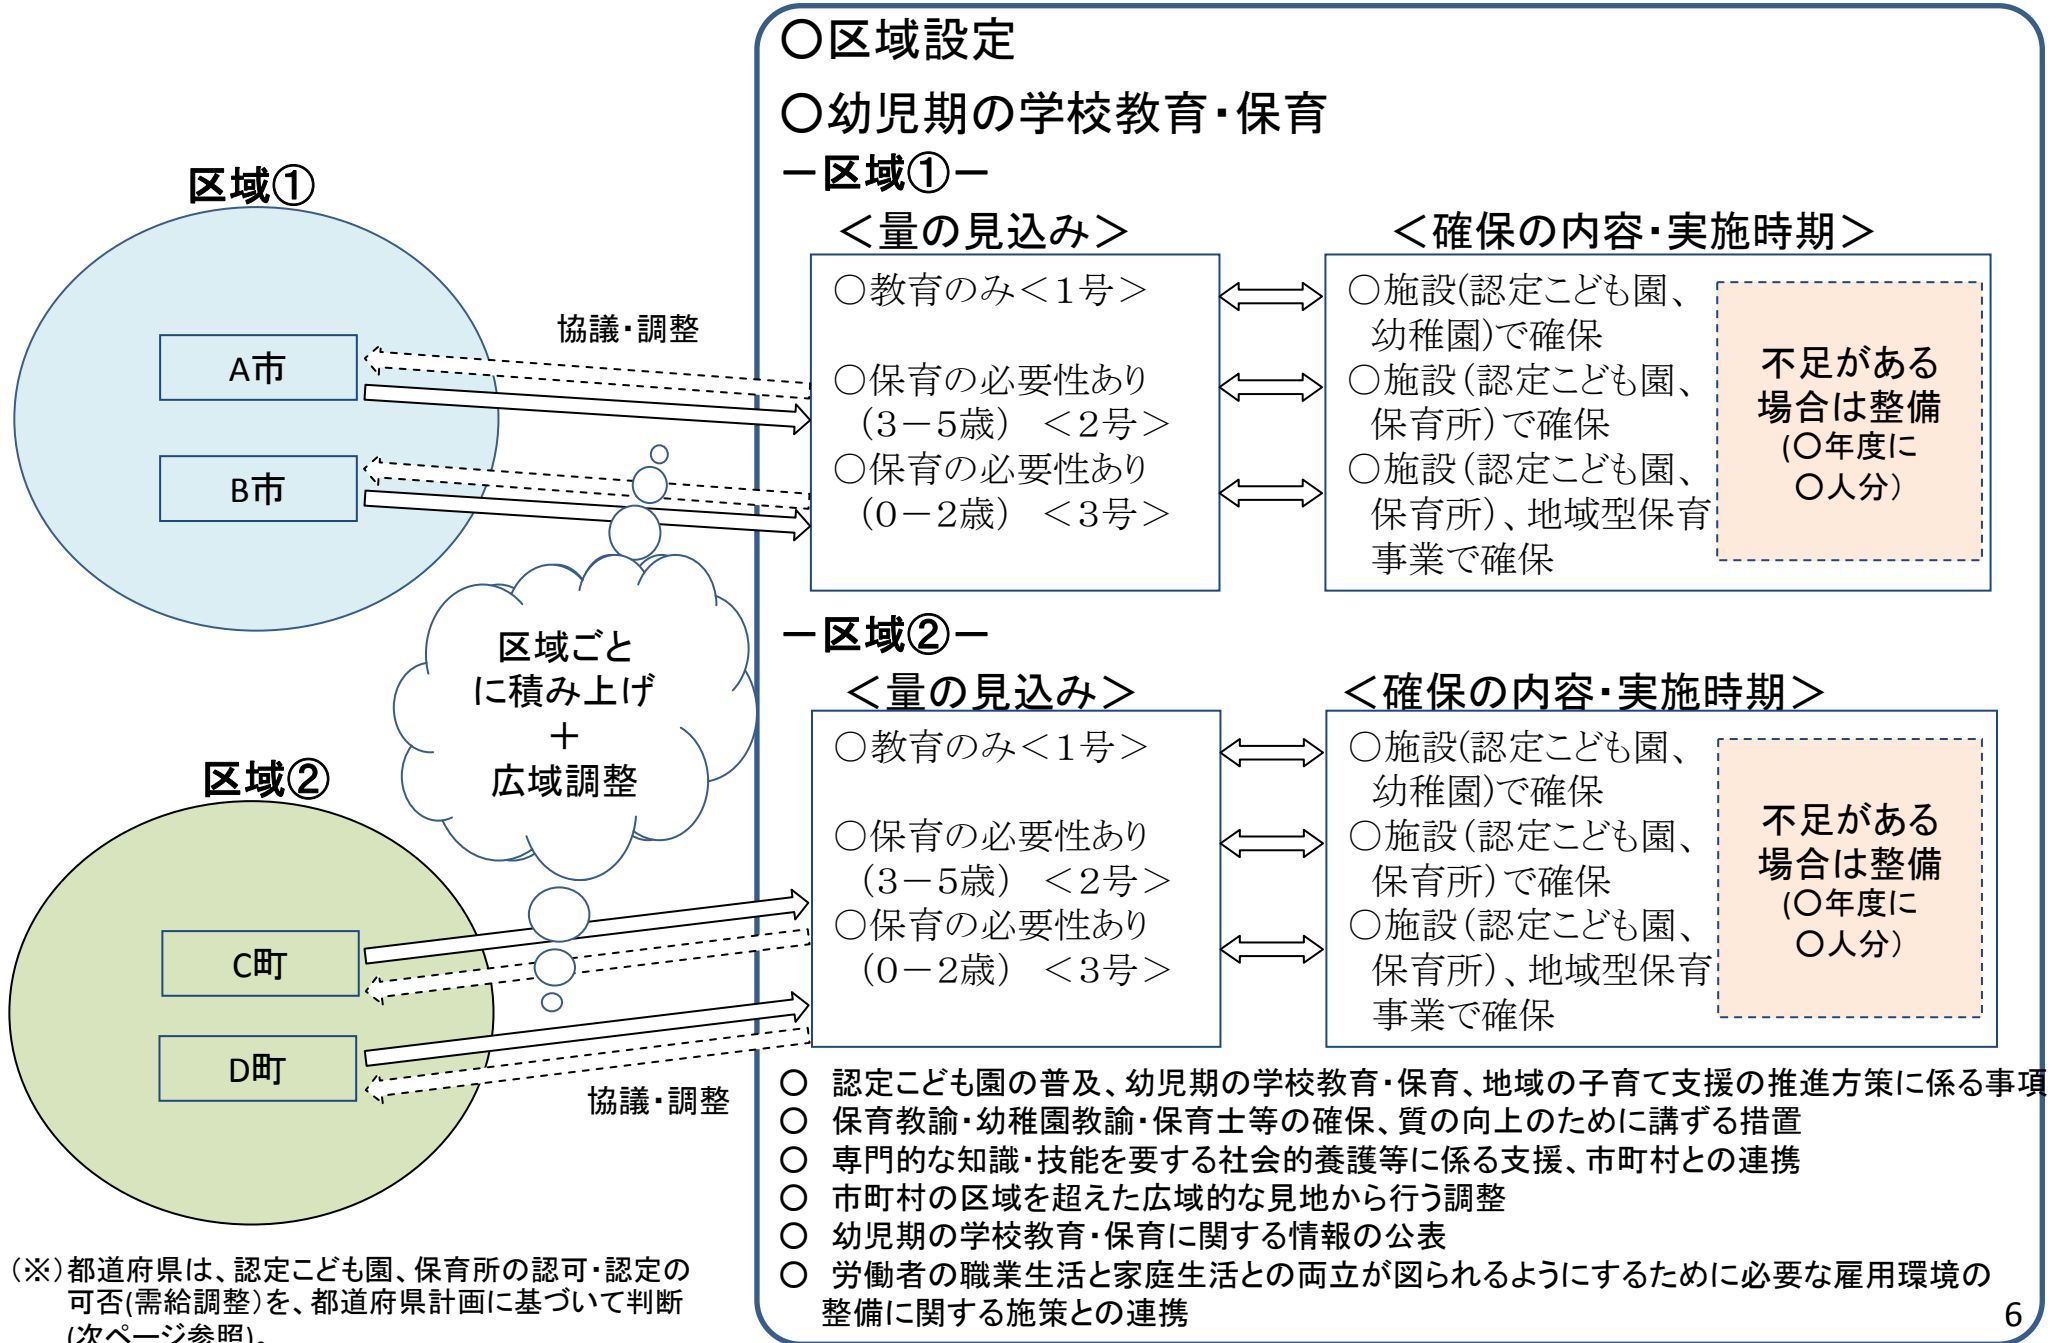 区域①
A市
B市
協議・調整
区域ごと
に積み上げ
＋
広域調整
区域②
C町
D町
協議・調整
（※）都道府県は、認定こども園、保育所の認可・認定の
可否(需給調整）を、都道府県計画に基づいて判断
(次ページ参照)。
○区域設定
○幼児期の学校教育・保育
－区域①－
＜量の見込み＞
○教育のみ＜１号＞
○保育の必要性あり
（３－５歳） ＜２号＞
○保育の必要性あり
（０－２歳） ＜３号＞
＜確保の内容・実施時期＞
○施設(認定こども園、
幼稚園)で確保
○施設（認定こども園、
保育所）で確保
○施設（認定こども園、
保育所）、地域型保育
事業で確保
不足がある
場合は整備
(○年度に
○人分）
－区域②－
＜量の見込み＞
○教育のみ＜１号＞
○保育の必要性あり
（３－５歳） ＜２号＞
○保育の必要性あり
（０－２歳） ＜３号＞
＜確保の内容・実施時期＞
○施設(認定こども園、
幼稚園)で確保
○施設（認定こども園、
保育所）で確保
○施設（認定こども園、
保育所）、地域型保育
事業で確保
不足がある
場合は整備
(○年度に
○人分）
○ 認定こども園の普及、幼児期の学校教育・保育、地域の子育て支援の推進方策に係る事項
○ 保育教諭・幼稚園教諭・保育士等の確保、質の向上のために講ずる措置
○ 専門的な知識・技能を要する社会的養護等に係る支援、市町村との連携
○ 市町村の区域を超えた広域的な見地から行う調整
○ 幼児期の学校教育・保育に関する情報の公表
○ 労働者の職業生活と家庭生活との両立が図られるようにするために必要な雇用環境の
整備に関する施策との連携
6